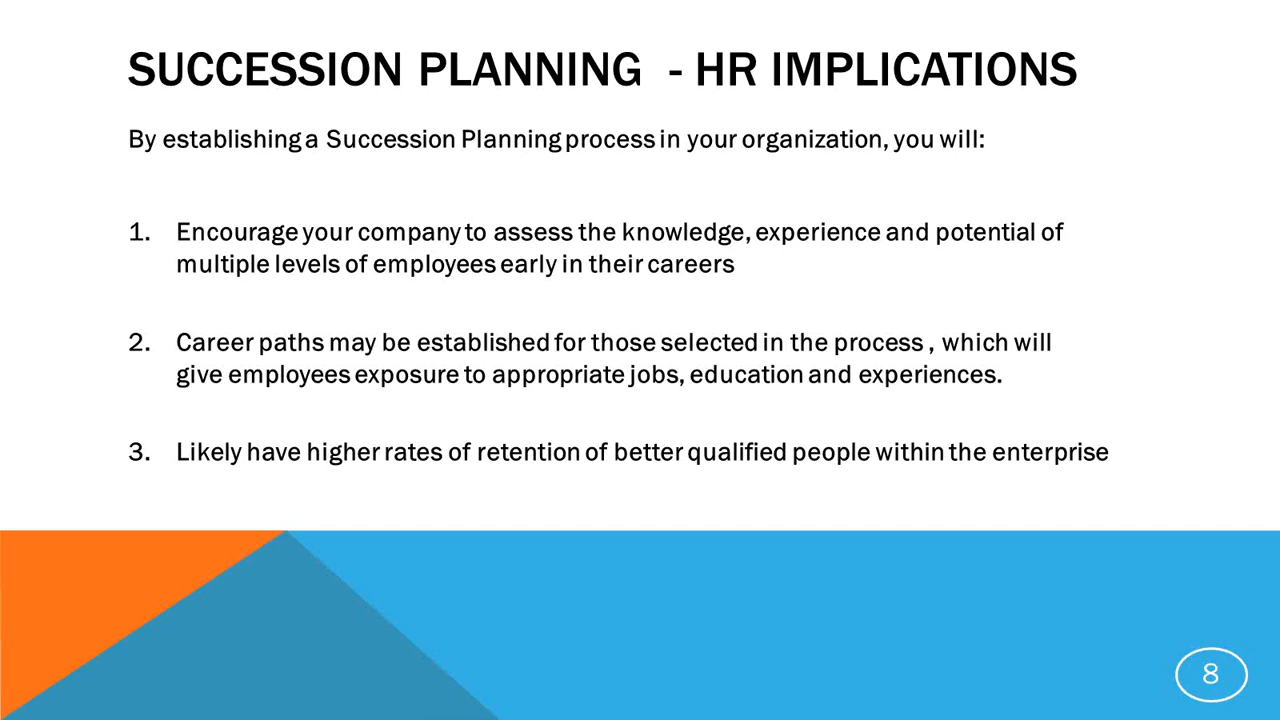 SUCCESSION PLANNING - HR IMPLICATIONS
By establishing a Succession Planning process in your organization, you will:
1. Encourage your company to assess the knowledge, experience and potential of
multiple levels of employees early in their careers
2. Career paths may be established for those selected in the process , which will
give employees exposure to appropriate jobs, education and experiences.
3. Likely have higher rates of retention of better qualified people within the enterprise
8